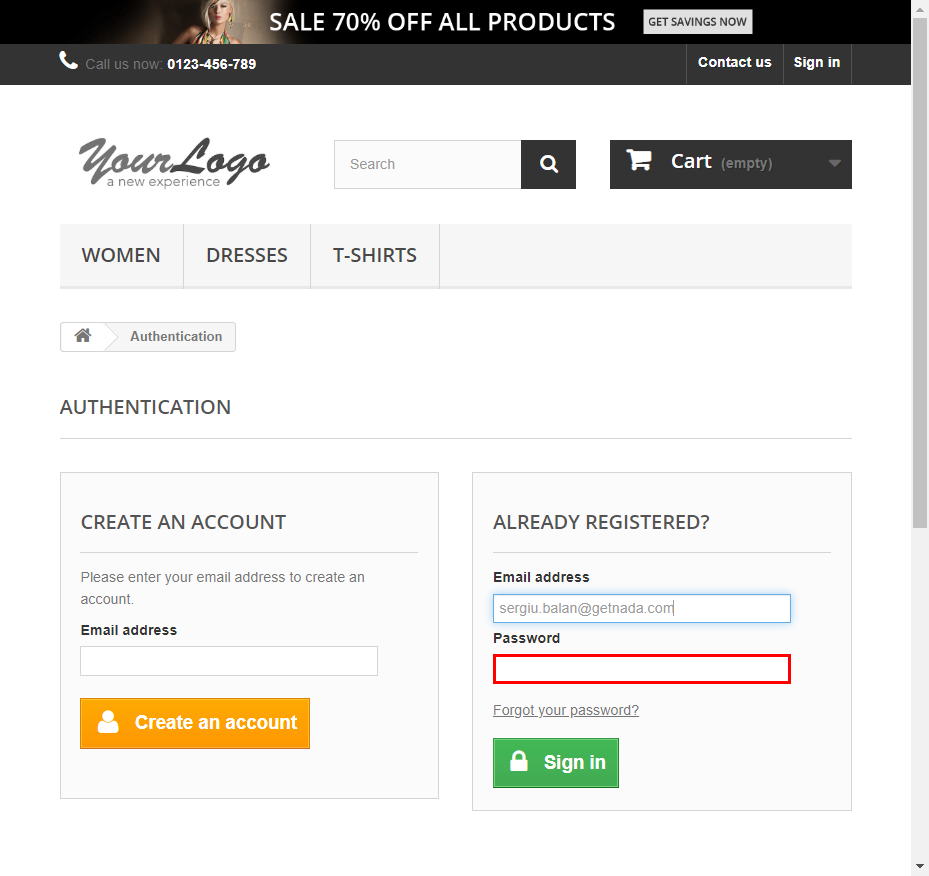 SALE 70% OFF ALL PRODUCTS GET SAVINGS NOW
Call us now: 0123-456-789 Contact us Sign in
YourLogo
a new experience
Search
Cart (empty)
WOMEN DRESSES T-SHIRTS
Authentication
AUTHENTICATION
CREATE AN ACCOUNT
Please enter your email address to create an
account.
Email address
Create an account
ALREADY REGISTERED?
Email address
sergiu.balan@getnada.com
Password
Forgot your password?
Sign in